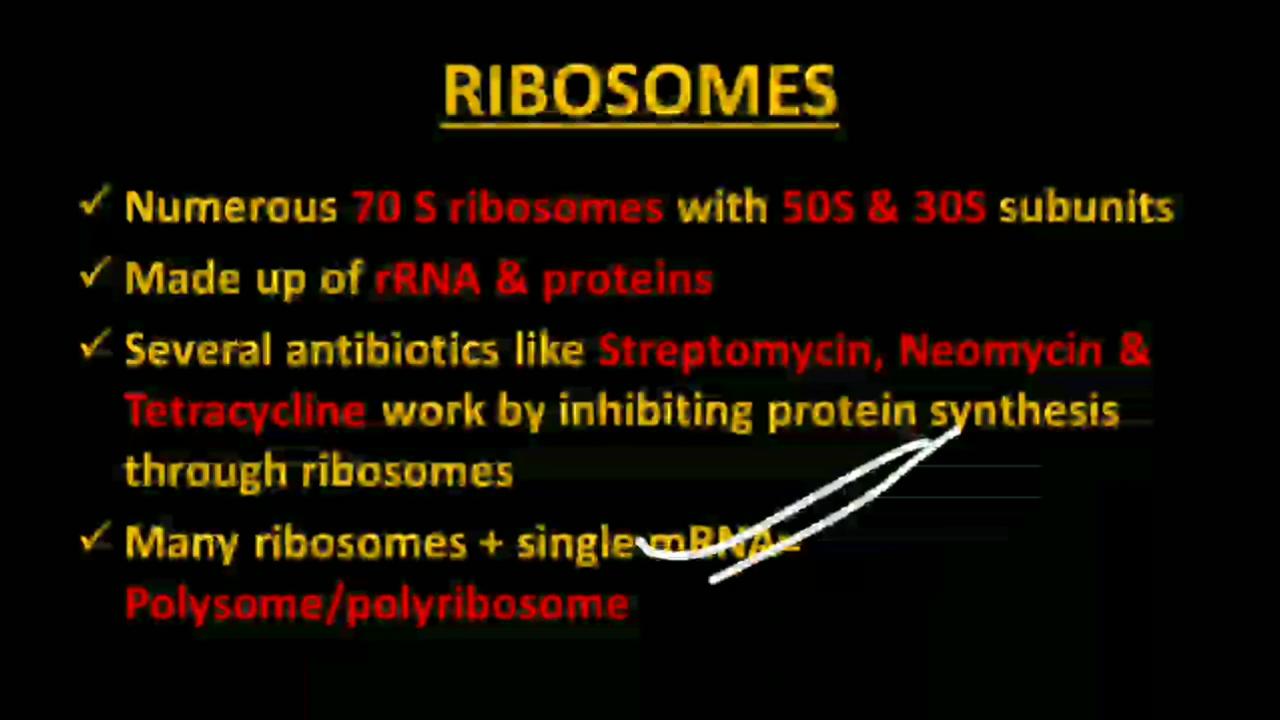 RIBOSOMES
✓ Numerous 70 S ribosomes with 50S & 30S subunits
✓ Made up of rRNA & proteins
✓ Several antibiotics like Streptomycin, Neomycin &
Tetracycline work by inhibiting protein synthesis
through ribosomes
✓ Many ribosomes + single mRNA=
Polysome/polyribosome